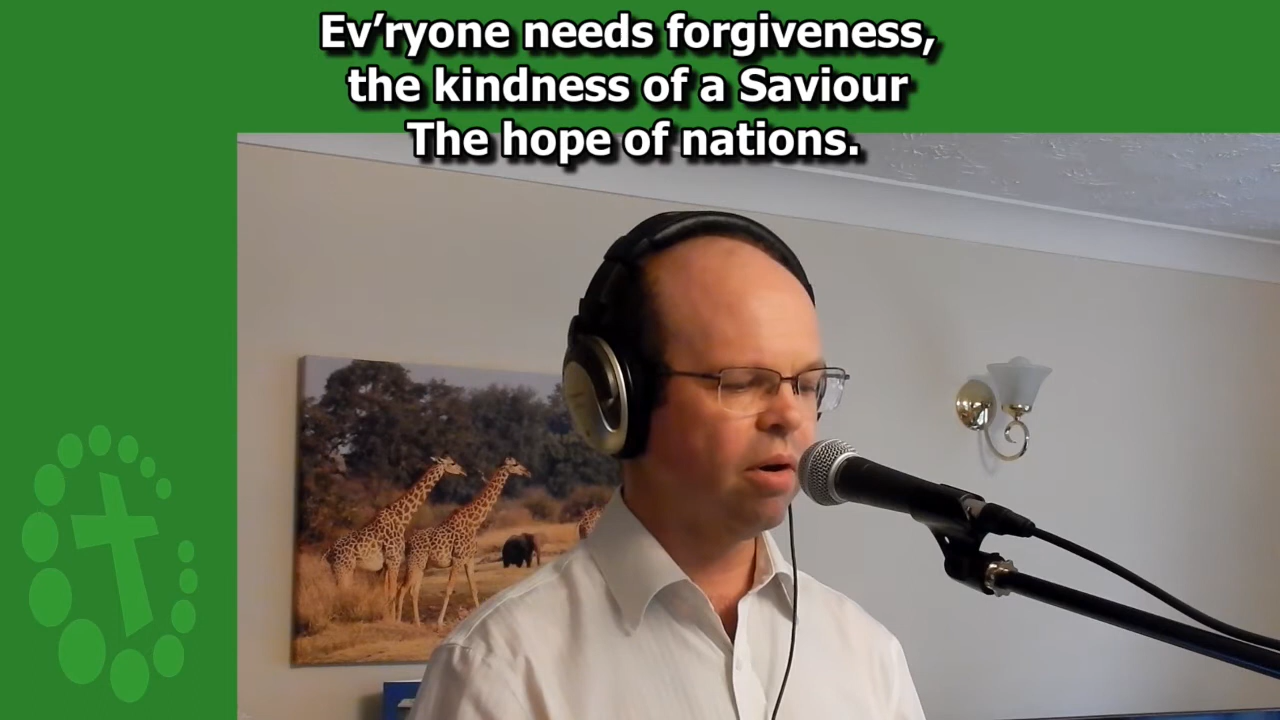 Ev’ryone needs forgiveness,
the kindness of a Saviour
The hope of nations.